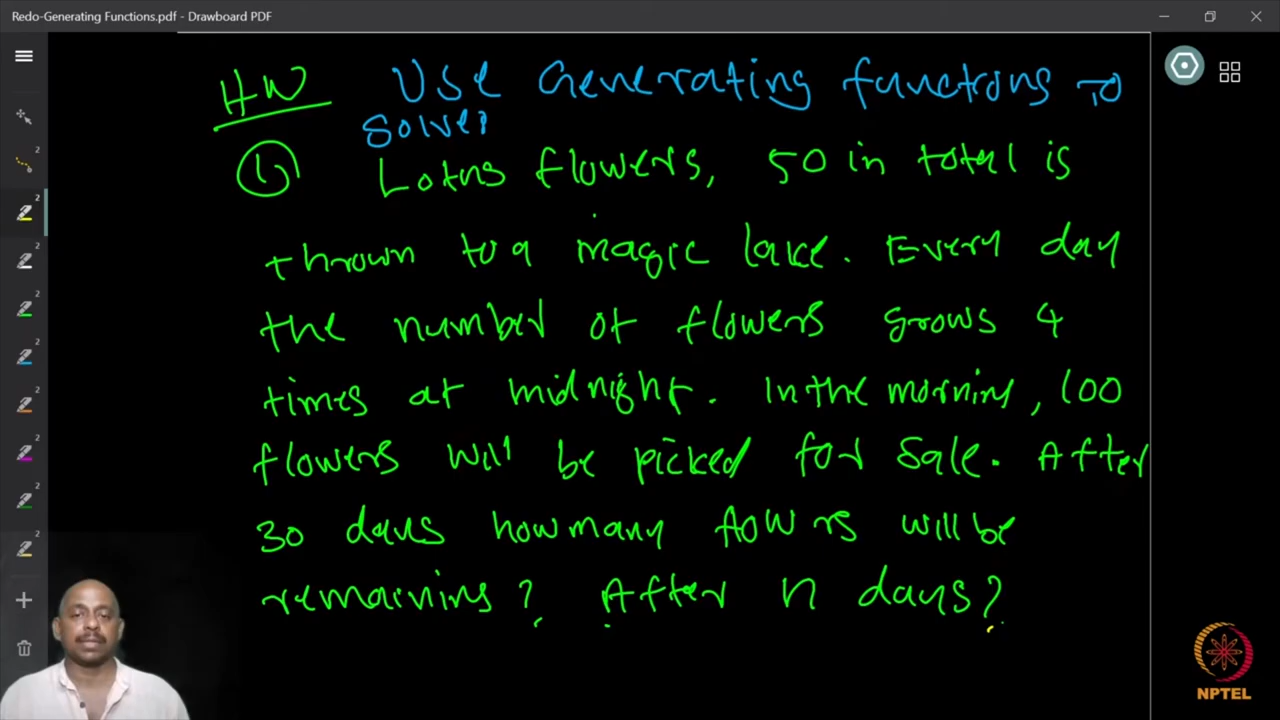 Redo-Generating Functions.pdf - Drawboard PDF
HW Use Generating functions to
solve:
① Lotus flowers, 50 in total is
thrown to a magic lake. Every day
the number of flowers grows 4
times at midnight. In the morning, 100
flowers will be picked for sale. After
30 days how many flowrs will be
remaining? After n days?
NPTEL